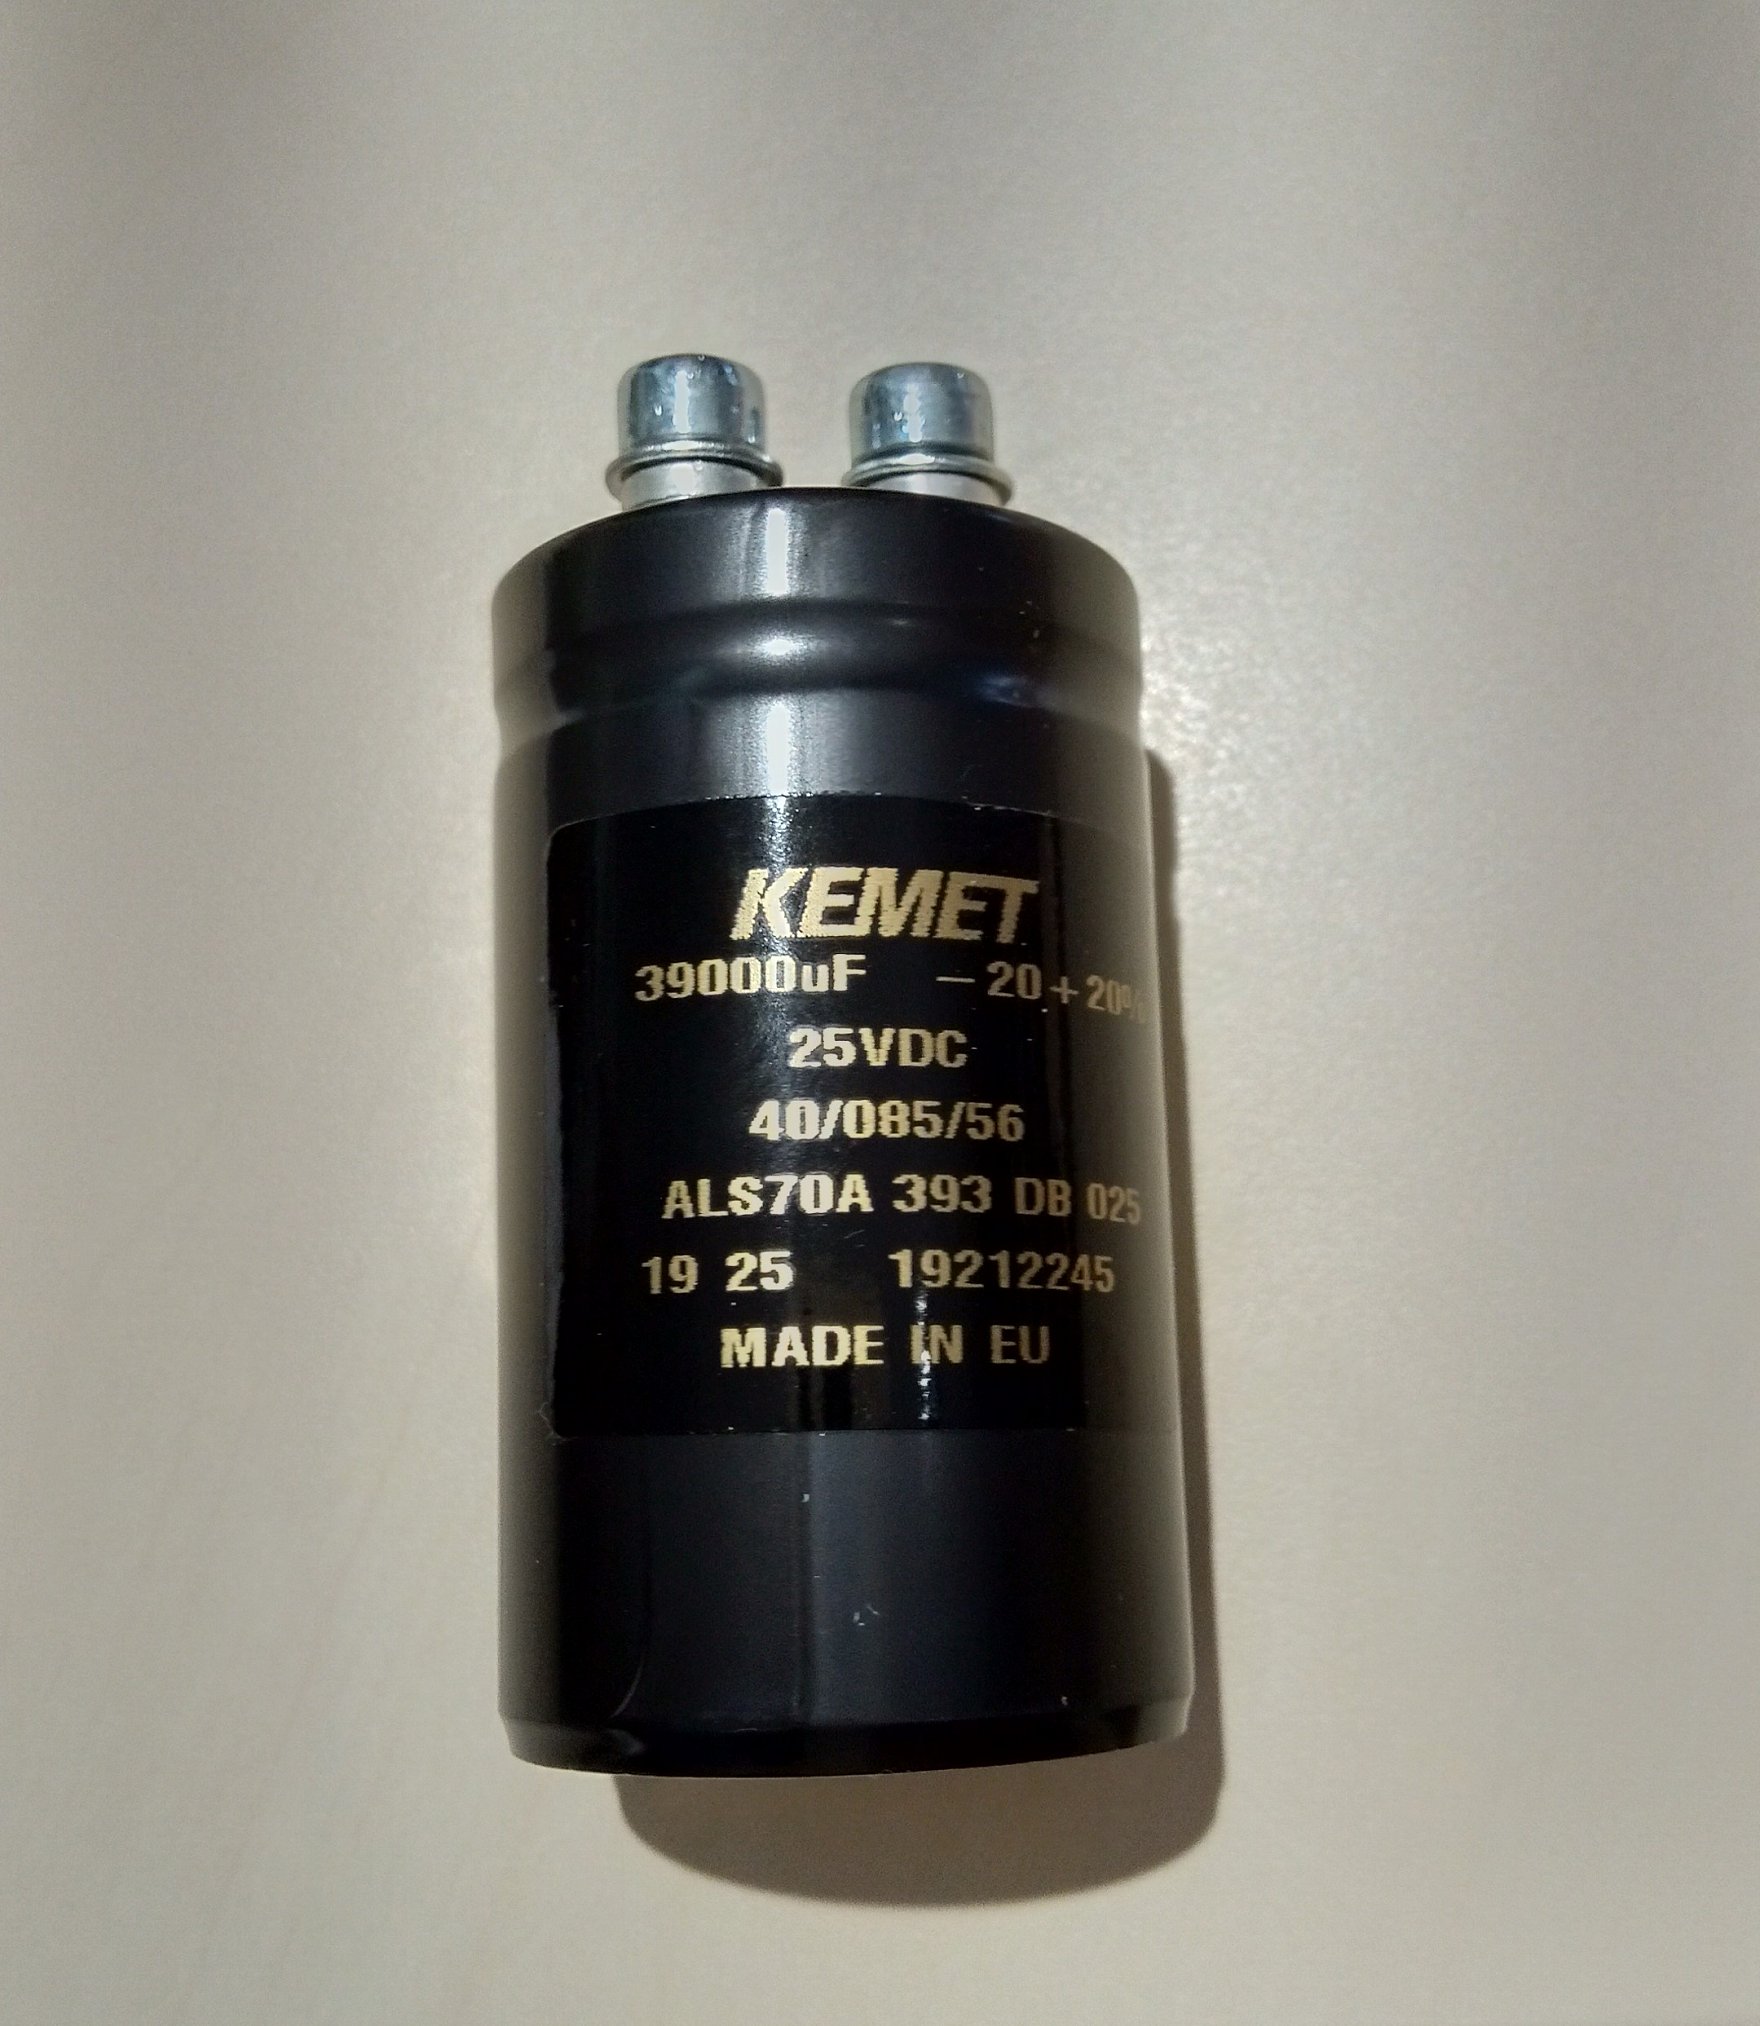 KEMET
39000uF – 20 + 20%
25VDC
40/085/56
ALS70A 393 DB 025
19 25 19212245
MADE IN EU